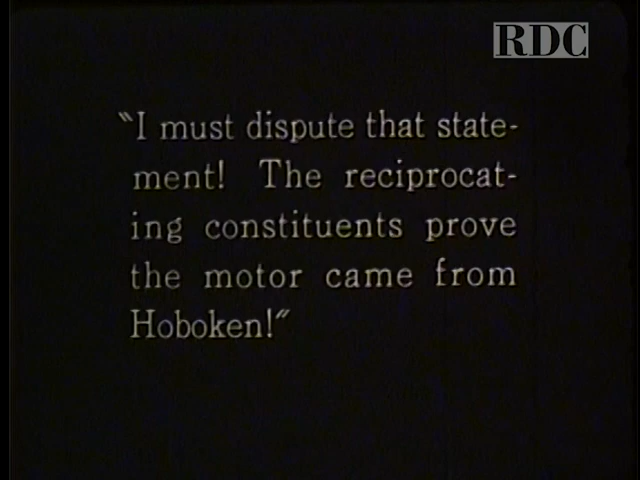 RDC
"I must dispute that state-
ment! The reciprocat-
ing constituents prove
the motor came from
Hoboken!"